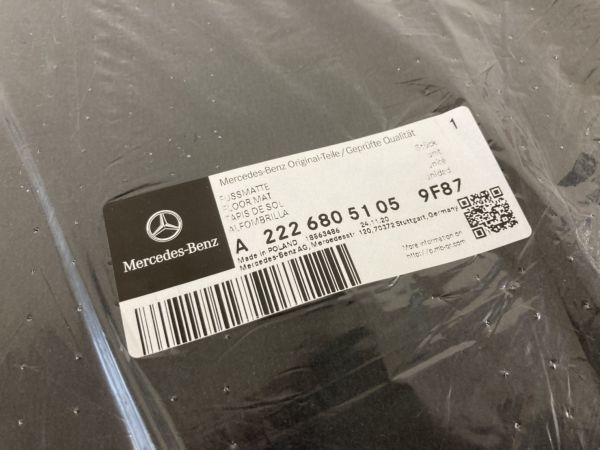 Mercedes-Benz Original-Teile/Geprüfte Qualität
1
FUSSMATTE
FLOOR MAT
TAPIS DE SOL
ALFOMBRILLA
Stück
unit
unité
unidad
A 222 680 51 05 9F87
Made in POLAND 18663486 24.11.20
Mercedes-Benz AG, Mercedesstr 120,70372 Stuttgart,Germany
Mercedes-Benz
More information on